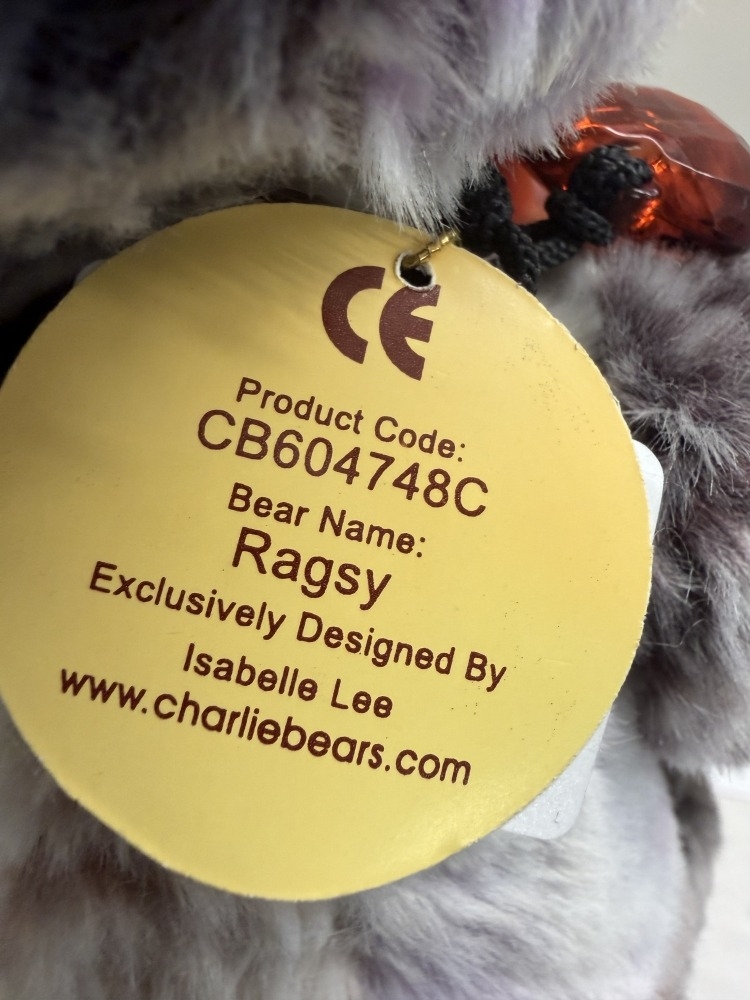 CE
Product Code:
CB604748C
Bear Name:
Ragsy
Exclusively Designed By
Isabelle Lee
www.charliebears.com